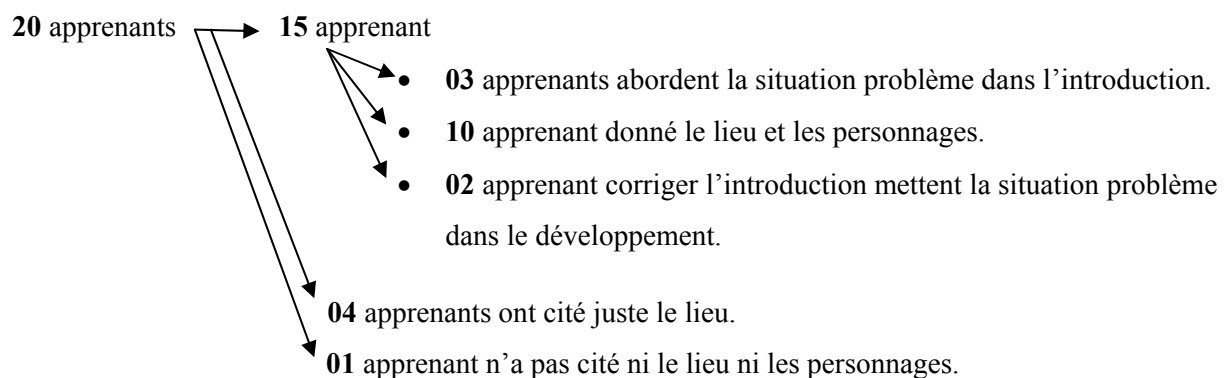 20 apprenants 15 apprenant
• 03 apprenants abordent la situation problème dans l’introduction.
• 10 apprenant donné le lieu et les personnages.
• 02 apprenant corriger l’introduction mettent la situation problème
dans le développement.
04 apprenants ont cité juste le lieu.
01 apprenant n’a pas cité ni le lieu ni les personnages.